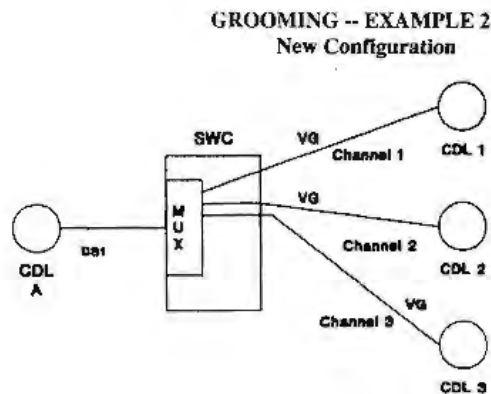 GROOMING -- EXAMPLE 2
New Configuration
SWC
VG
Channel 1
CDL 1
MUX
VG
DS1
CDL
A
Channel 2
CDL 2
VG
Channel 3
CDL 3